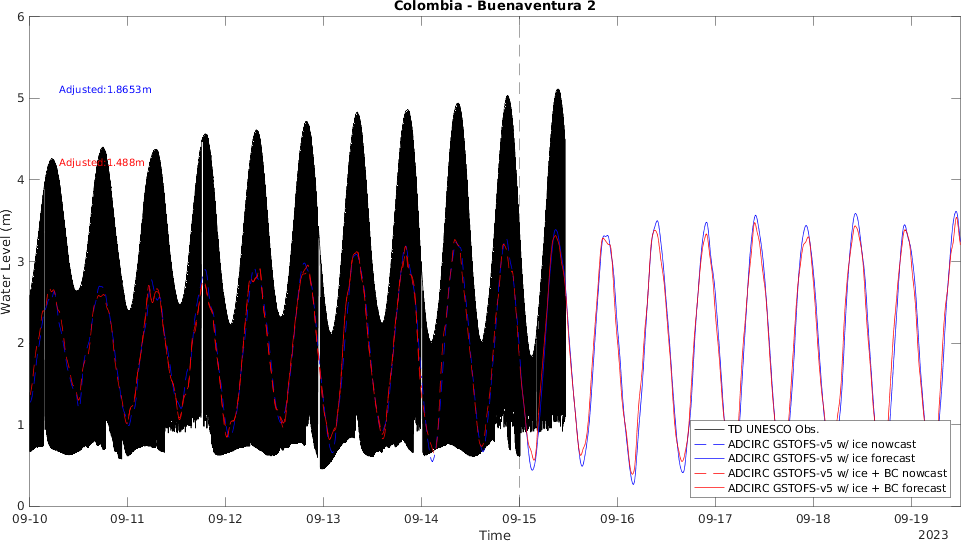 Colombia - Buenaventura 2
6
5
4
3
2
1
0
Water Level (m)
Adjusted:1.8653m
Adjusted:1.488m
TD UNESCO Obs.
ADCIRC GSTOFS-v5 w/ ice nowcast
ADCIRC GSTOFS-v5 w/ ice forecast
ADCIRC GSTOFS-v5 w/ ice + BC nowcast
ADCIRC GSTOFS-v5 w/ ice + BC forecast
09-10 09-11 09-12 09-13 09-14 09-15 09-16 09-17 09-18 09-19
Time
2023